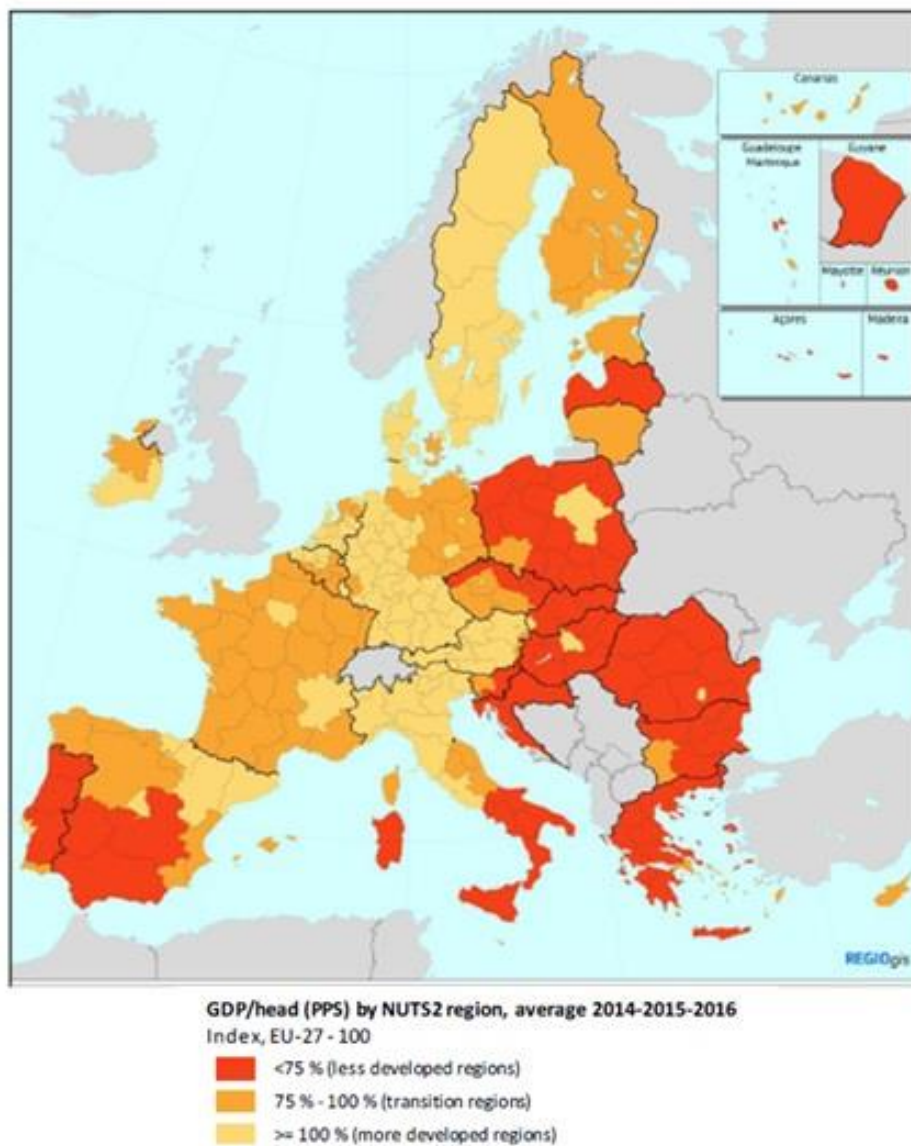 Canarias
Guadeloupe
Martinique
Guyane
Mayotte
Réunion
Açores
Madeira
REGIOgis
GDP/head (PPS) by NUTS2 region, average 2014-2015-2016
Index, EU-27 - 100
<75 % (less developed regions)
75 % - 100 % (transition regions)
>= 100 % (more developed regions)